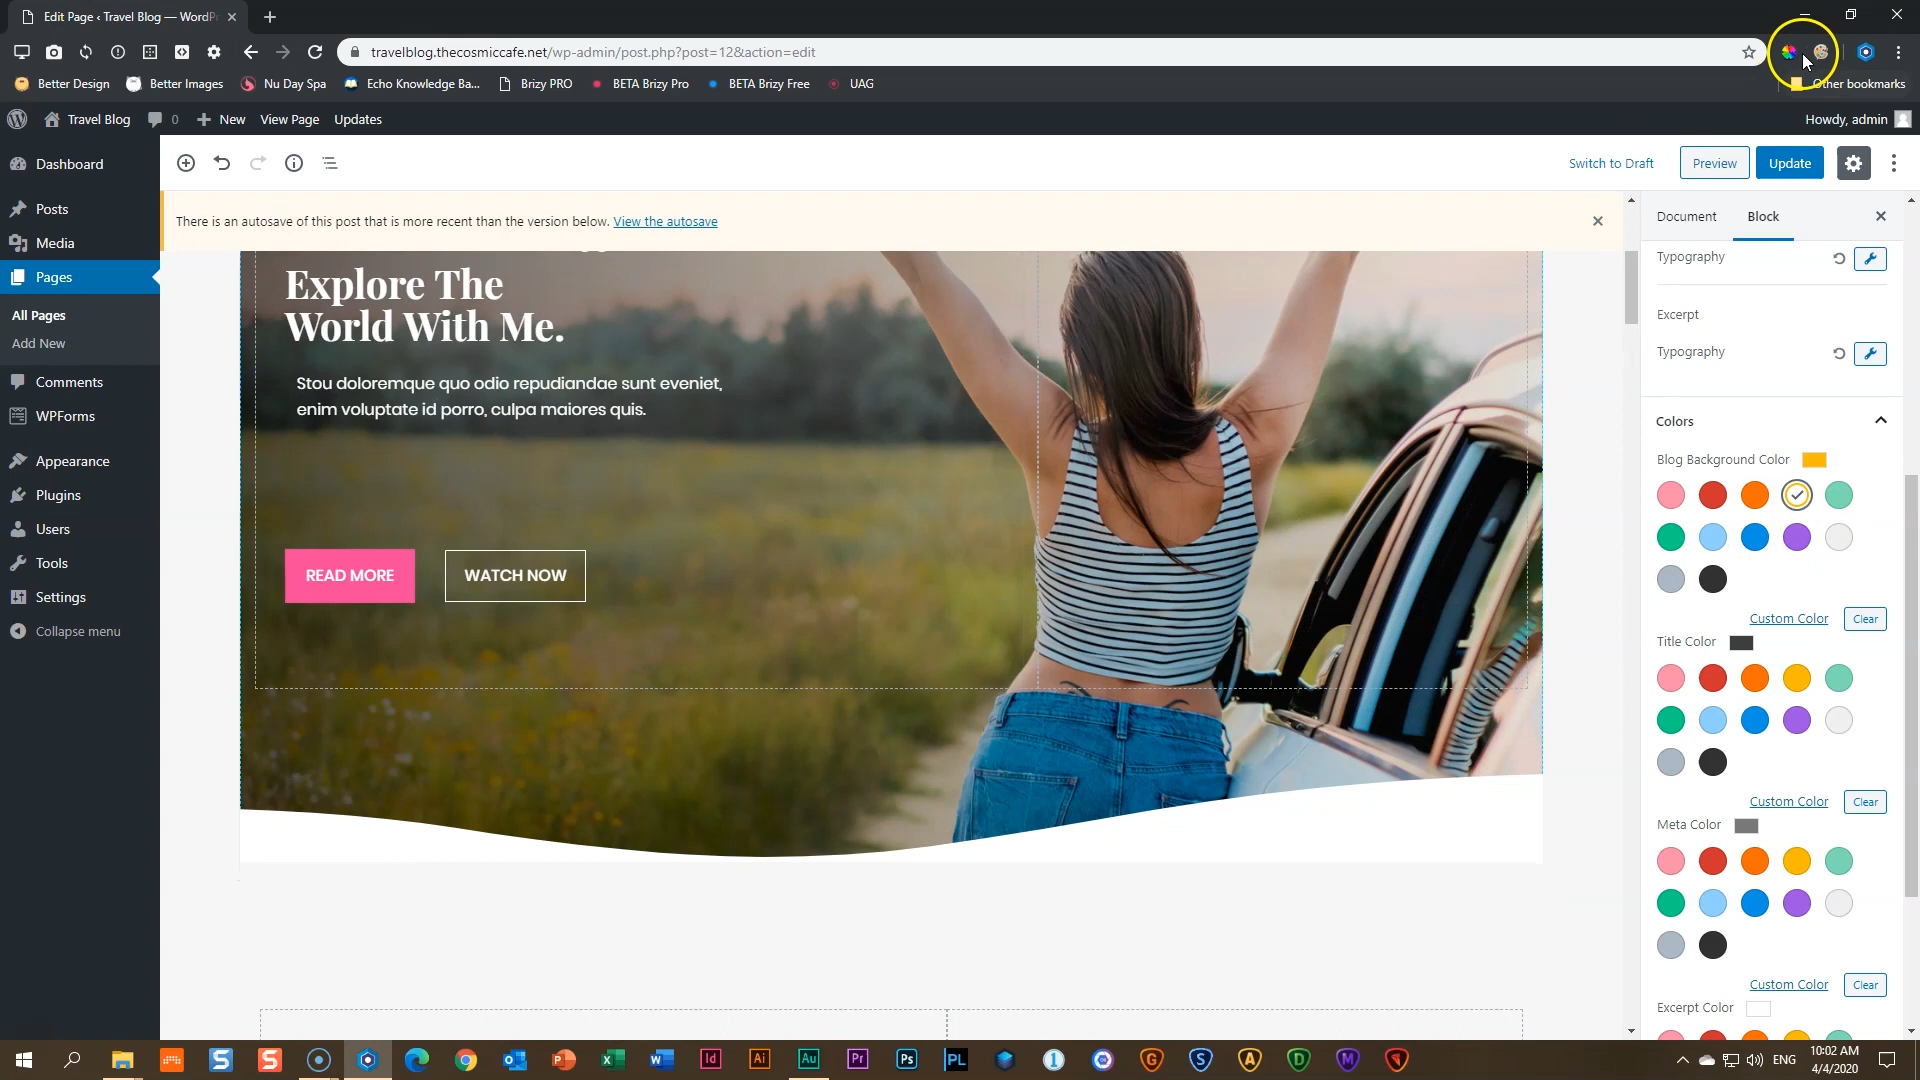 Edit Page ‹ Travel Blog — WordPr
travelblog.thecosmiccafe.net/wp-admin/post.php?post=12&action=edit
Better Design
Better Images
Nu Day Spa
Echo Knowledge Ba...
Brizy PRO
BETA Brizy Pro
BETA Brizy Free
UAG
Other bookmarks
Travel Blog
0
New
View Page
Updates
Howdy, admin
Dashboard
Posts
Media
Pages
All Pages
Add New
Comments
WPForms
Appearance
Plugins
Users
Tools
Settings
Collapse menu
Switch to Draft
Preview
Update
There is an autosave of this post that is more recent than the version below. View the autosave
Explore The
World With Me.
Stou doloremque quo odio repudiandae sunt eveniet,
enim voluptate id porro, culpa maiores quis.
READ MORE
WATCH NOW
Document
Block
Typography
Excerpt
Typography
Colors
Blog Background Color
Custom Color
Clear
Title Color
Custom Color
Clear
Meta Color
Custom Color
Clear
Excerpt Color
Id
Ai
Au
Pr
Ps
PL
ENG
10:02 AM
4/4/2020